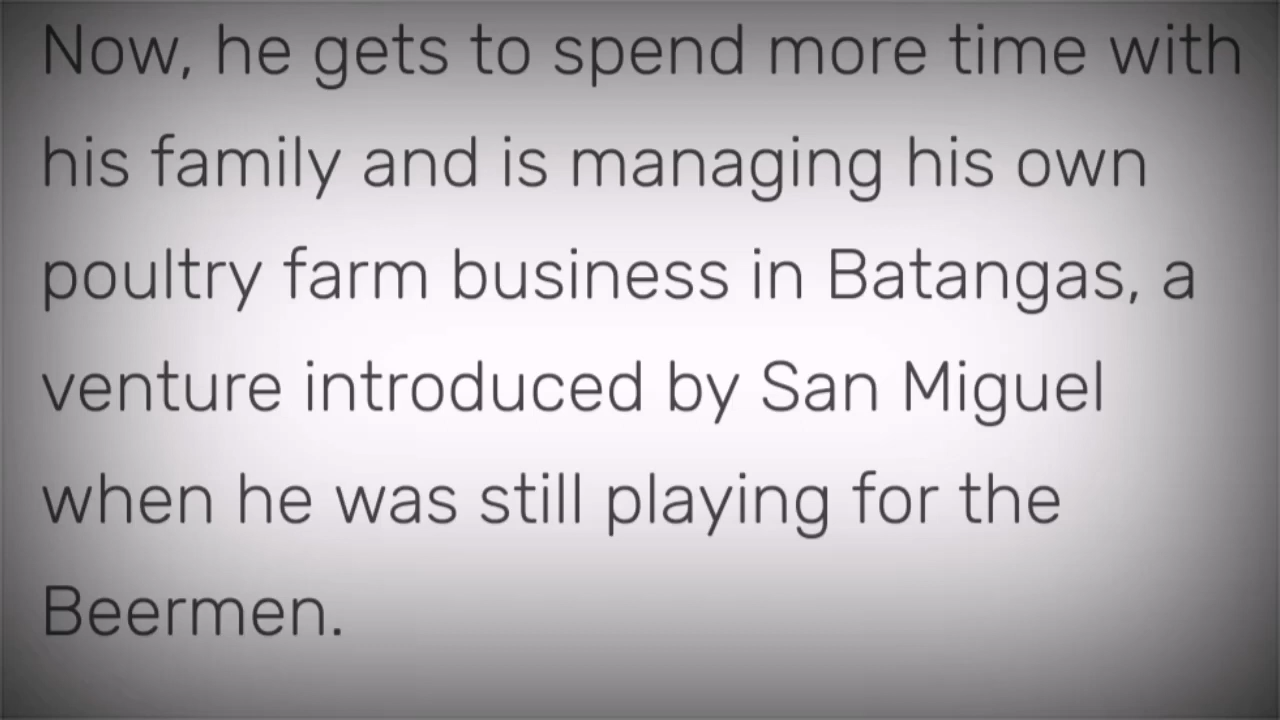 Now, he gets to spend more time with
his family and is managing his own
poultry farm business in Batangas, a
venture introduced by San Miguel
when he was still playing for the
Beermen.